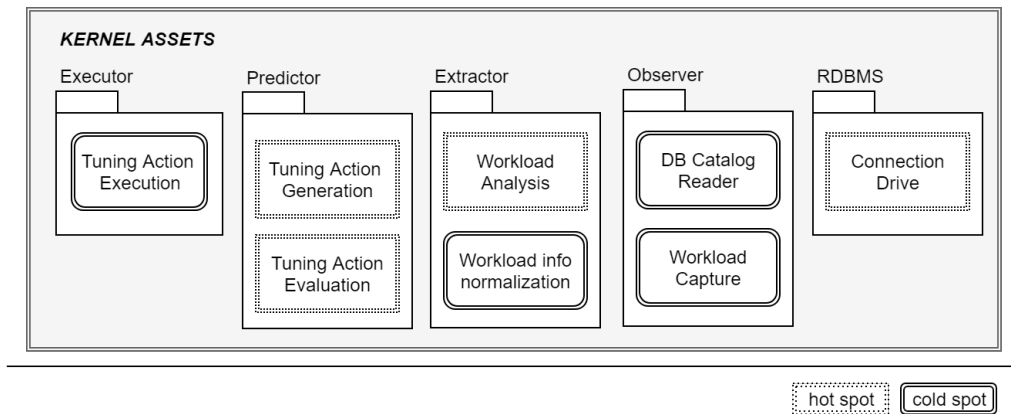 KERNEL ASSETS
Executor
Tuning Action
Execution
Predictor
Tuning Action
Generation
Tuning Action
Evaluation
Extractor
Workload
Analysis
Workload info
normalization
Observer
DB Catalog
Reader
Workload
Capture
RDBMS
Connection
Drive
hot spot
cold spot